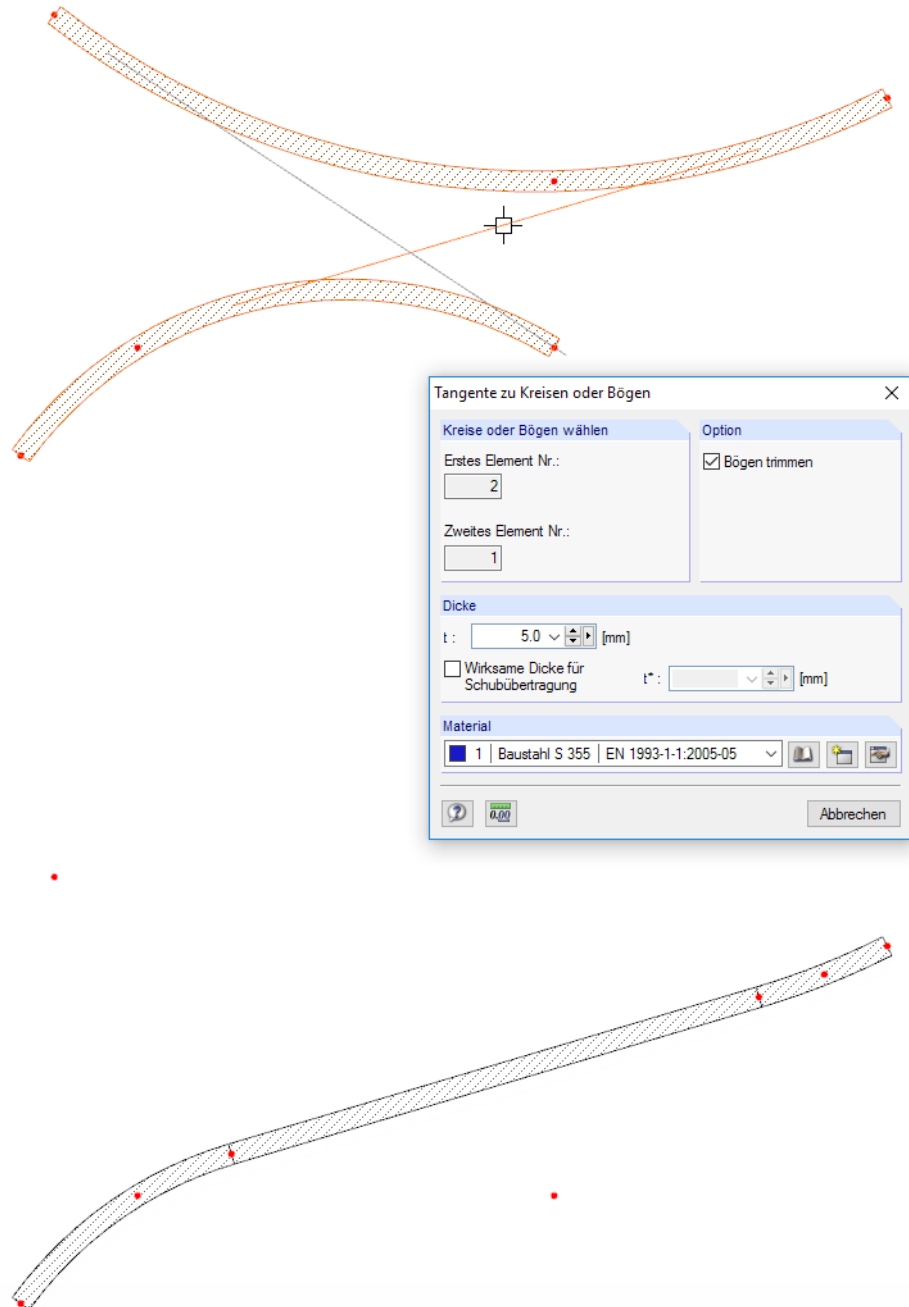 Tangente zu Kreisen oder Bögen
Kreise oder Bögen wählen
Option
Erstes Element Nr.:
Bögen trimmen
2
Zweites Element Nr.:
1
Dicke
t :
5.0
[mm]
Wirksame Dicke für
Schubübertragung
t* :
[mm]
Material
1 | Baustahl S 355 | EN 1993-1-1:2005-05
0.00
Abbrechen